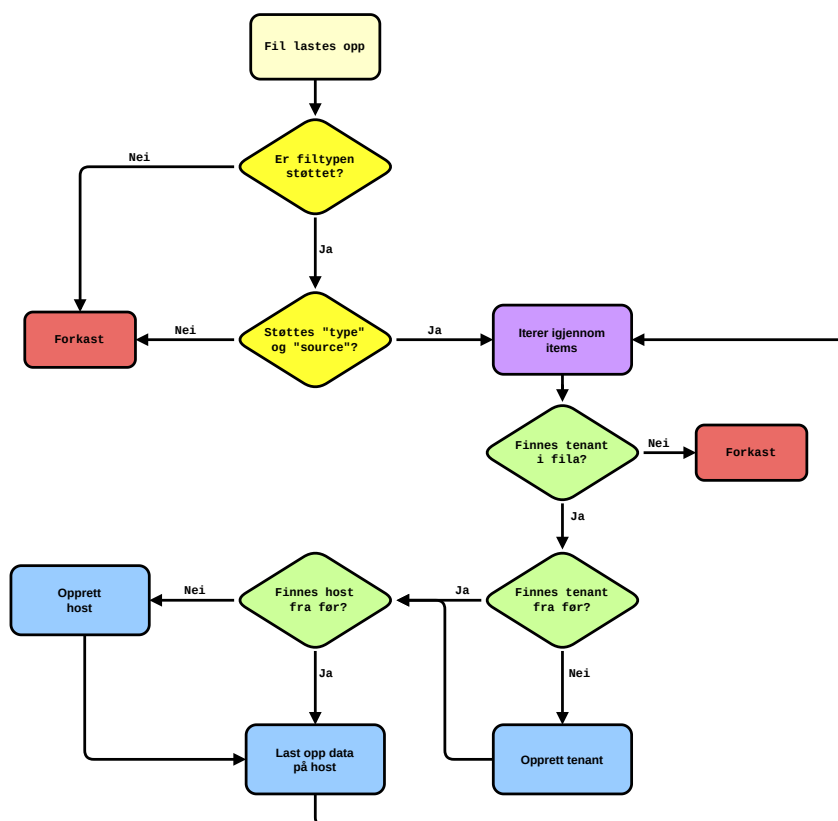 Fil lastes opp
Nei
Er filtypen
støttet?
Ja
Forkast
Nei
Støttes "type"
og "source"?
Ja
Iterer igjennom
items
Finnes tenant
i fila?
Nei
Forkast
Ja
Opprett
host
Nei
Finnes host
fra før?
Ja
Finnes tenant
fra før?
Ja
Nei
Last opp data
på host
Opprett tenant